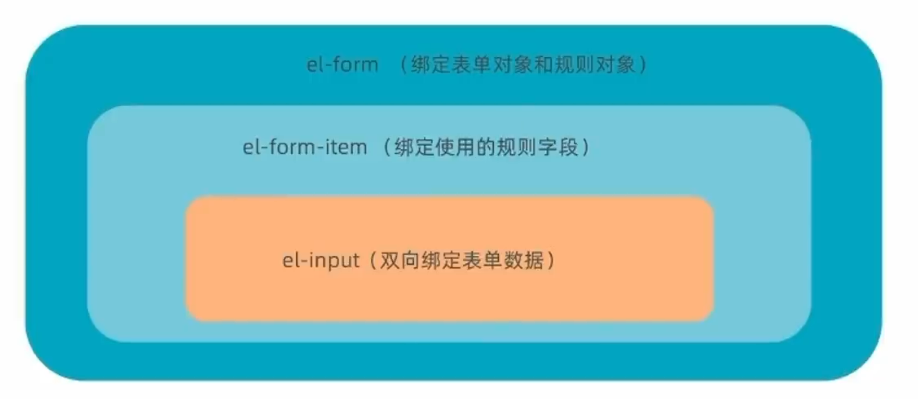 el-form （绑定表单对象和规则对象）
el-form-item （绑定使用的规则字段）
el-input（双向绑定表单数据）